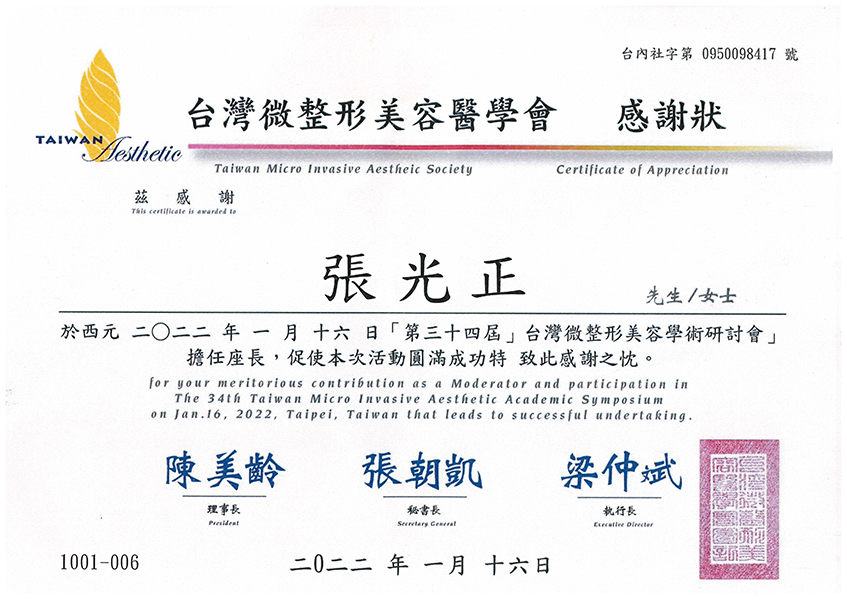 台內社字第 0950098417 號
TAIWAN
Aesthetic
台灣微整形美容醫學會 感謝狀
Taiwan Micro Invasive Aestheic Society Certificate of Appreciation
茲 感 謝
This certificate is awarded to
張光正
先生/女士
於西元 二〇二二 年 一 月 十六 日「第三十四屆」台灣微整形美容學術研討會」
擔任座長，促使本次活動圓滿成功特 致此感謝之忱。
for your meritorious contribution as a Moderator and participation in
The 34th Taiwan Micro Invasive Aesthetic Academic Symposium
on Jan.16, 2022, Taipei, Taiwan that leads to successful undertaking.
陳美齡 張朝凱 梁仲斌
理事長 秘書長 執行長
President Secretary General Executive Director
1001-006
二〇二二 年 一月 十六日